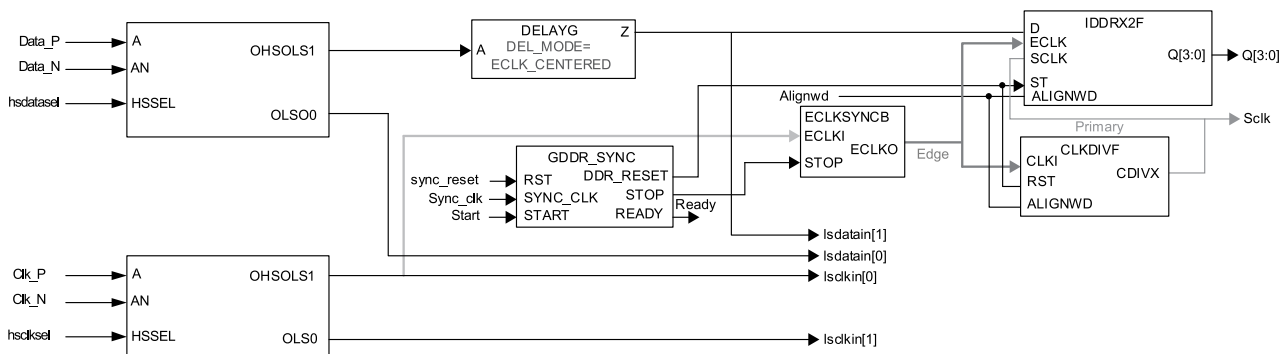 Data_P
Data_N
hsdatasel
A
AN
HSSEL
OHSOLS1
OLSO0
DELAYG
A
Z
DEL_MODE=
ECLK_CENTERED
IDDRX2F
D
ECLK
SCLK
Q[3:0]
Q[3:0]
ST
ALIGNWD
Alignwd
ECLKSYNCB
ECLKI
ECLKO
STOP
Edge
Primary
Sclk
CLKDIVF
CLKI
CDIVX
RST
ALIGNWD
GDDR_SYNC
sync_reset
Sync_clk
Start
RST
SYNC_CLK
START
DDR_RESET
STOP
READY
Ready
lsdatain[1]
lsdatain[0]
lsclkin[0]
lsclkin[1]
Clk_P
Clk_N
hsclksel
A
AN
HSSEL
OHSOLS1
OLS0